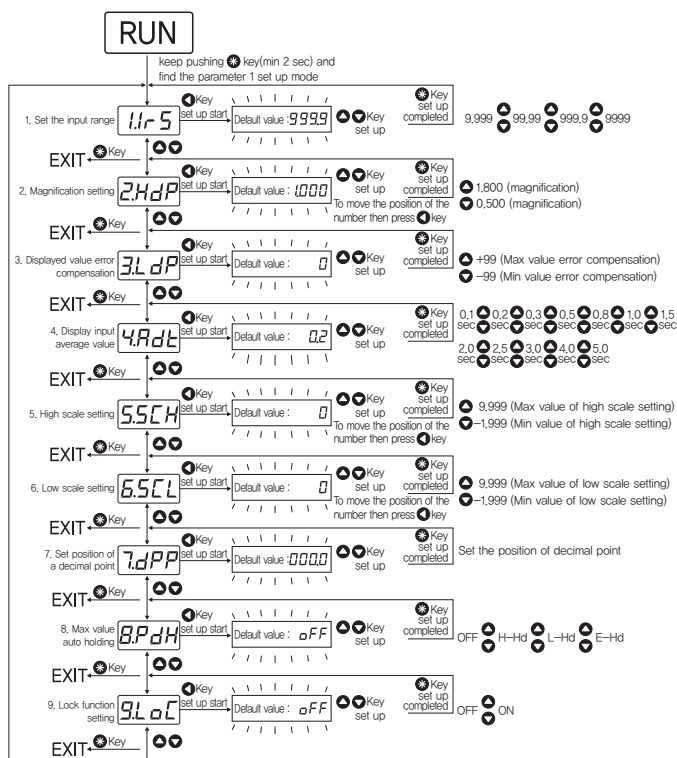 RUN
keep pushing ✱ key(min 2 sec) and
find the parameter 1 set up mode
1. Set the input range
1.IrS
◀Key
set up start
Default value : 999.9
▲▼Key
set up
✱Key
set up
completed
9,999 ▲▼ 99,99 ▲▼ 999,9 ▲▼ 9999
EXIT ✱Key ▲▼
2. Magnification setting
2.HdP
◀Key
set up start
Default value : 1.000
▲▼Key
set up
To move the position of the
number then press ◀ key
✱Key
set up
completed
▲ 1,800 (magnification)
▼ 0,500 (magnification)
EXIT ✱Key ▲▼
3. Displayed value error
compensation
3.LdP
◀Key
set up start
Default value : 0
▲▼Key
set up
✱Key
set up
completed
▲ +99 (Max value error compensation)
▼ -99 (Min value error compensation)
EXIT ✱Key ▲▼
4. Display input
average value
4.Adt
◀Key
set up start
Default value : 0.2
▲▼Key
set up
✱Key
set up
completed
0,1 sec ▲▼ 0,2 sec ▲▼ 0,3 sec ▲▼ 0,5 sec ▲▼ 0,8 sec ▲▼ 1,0 sec ▲▼ 1,5 sec
2,0 sec ▲▼ 2,5 sec ▲▼ 3,0 sec ▲▼ 4,0 sec ▲▼ 5,0 sec
EXIT ✱Key ▲▼
5. High scale setting
5.SCH
◀Key
set up start
Default value : 0
▲▼Key
set up
To move the position of the
number then press ◀ key
✱Key
set up
completed
▲ 9,999 (Max value of high scale setting)
▼ -1,999 (Min value of high scale setting)
EXIT ✱Key ▲▼
6. Low scale setting
6.SCL
◀Key
set up start
Default value : 0
▲▼Key
set up
To move the position of the
number then press ◀ key
✱Key
set up
completed
▲ 9,999 (Max value of low scale setting)
▼ -1,999 (Min value of low scale setting)
EXIT ✱Key ▲▼
7. Set position of
a decimal point
7.dPP
◀Key
set up start
Default value : 000.0
▲▼Key
set up
✱Key
set up
completed
Set the position of decimal point
EXIT ✱Key ▲▼
8. Max value
auto holding
8.PdH
◀Key
set up start
Default value : oFF
▲▼Key
set up
✱Key
set up
completed
OFF ▲▼ H-Hd ▲▼ L-Hd ▲▼ E-Hd
EXIT ✱Key ▲▼
9. Lock function
setting
9.LoC
◀Key
set up start
Default value : oFF
▲▼Key
set up
✱Key
set up
completed
OFF ▲▼ ON
EXIT ✱Key ▲▼